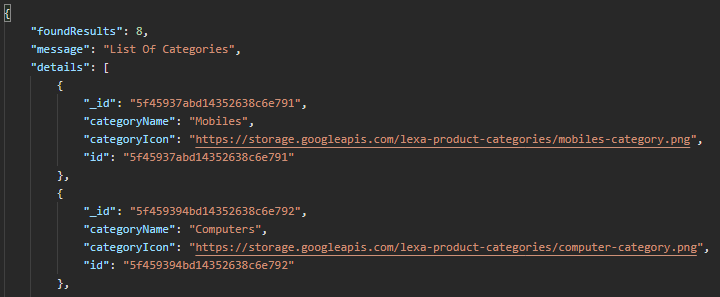 {
"foundResults": 8,
"message": "List Of Categories",
"details": [
{
"_id": "5f45937abd14352638c6e791",
"categoryName": "Mobiles",
"categoryIcon": "https://storage.googleapis.com/lexa-product-categories/mobiles-category.png",
"id": "5f45937abd14352638c6e791"
},
{
"_id": "5f459394bd14352638c6e792",
"categoryName": "Computers",
"categoryIcon": "https://storage.googleapis.com/lexa-product-categories/computer-category.png",
"id": "5f459394bd14352638c6e792"
},